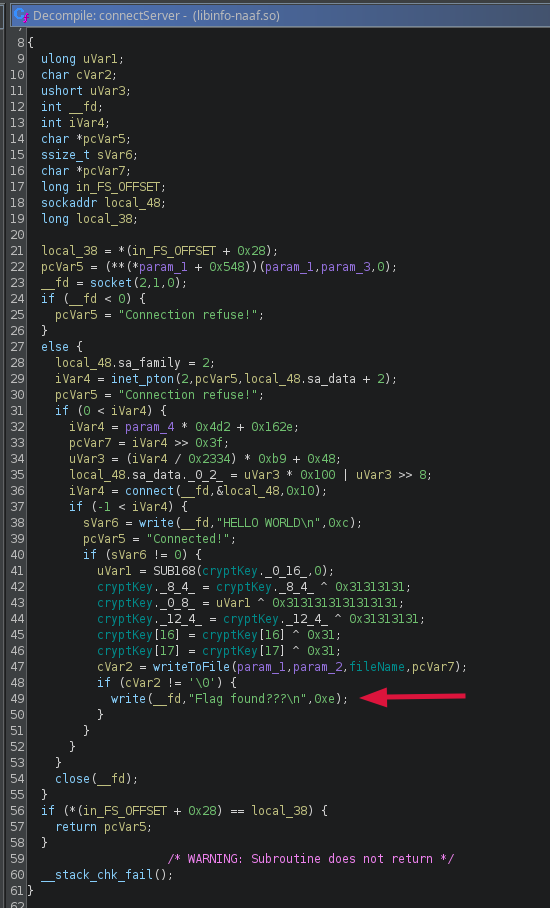 Decompile: connectServer - (libinfo-naaf.so)
8 {
9 ulong uVar1;
10 char cVar2;
11 ushort uVar3;
12 int __fd;
13 int iVar4;
14 char *pcVar5;
15 ssize_t sVar6;
16 char *pcVar7;
17 long in_FS_OFFSET;
18 sockaddr local_48;
19 long local_38;
20
21 local_38 = *(in_FS_OFFSET + 0x28);
22 pcVar5 = (**(*param_1 + 0x548))(param_1,param_3,0);
23 __fd = socket(2,1,0);
24 if (__fd < 0) {
25 pcVar5 = "Connection refuse!";
26 }
27 else {
28 local_48.sa_family = 2;
29 iVar4 = inet_pton(2,pcVar5,local_48.sa_data + 2);
30 pcVar5 = "Connection refuse!";
31 if (0 < iVar4) {
32 iVar4 = param_4 * 0x4d2 + 0x162e;
33 pcVar7 = iVar4 >> 0x3f;
34 uVar3 = (iVar4 / 0x2334) * 0xb9 + 0x48;
35 local_48.sa_data._0_2_ = uVar3 * 0x100 | uVar3 >> 8;
36 iVar4 = connect(__fd,&local_48,0x10);
37 if (-1 < iVar4) {
38 sVar6 = write(__fd,"HELLO WORLD\n",0xc);
39 pcVar5 = "Connected!";
40 if (sVar6 != 0) {
41 uVar1 = SUB168(cryptKey._0_16_,0);
42 cryptKey._8_4_ = cryptKey._8_4_ ^ 0x31313131;
43 cryptKey._0_8_ = uVar1 ^ 0x3131313131313131;
44 cryptKey._12_4_ = cryptKey._12_4_ ^ 0x31313131;
45 cryptKey[16] = cryptKey[16] ^ 0x31;
46 cryptKey[17] = cryptKey[17] ^ 0x31;
47 cVar2 = writeToFile(param_1,param_2,fileName,pcVar7);
48 if (cVar2 != '\0') {
49 write(__fd,"Flag found???\n",0xe);
50 }
51 }
52 }
53 }
54 close(__fd);
55 }
56 if (*(in_FS_OFFSET + 0x28) == local_38) {
57 return pcVar5;
58 }
59 /* WARNING: Subroutine does not return */
60 __stack_chk_fail();
61 }
62